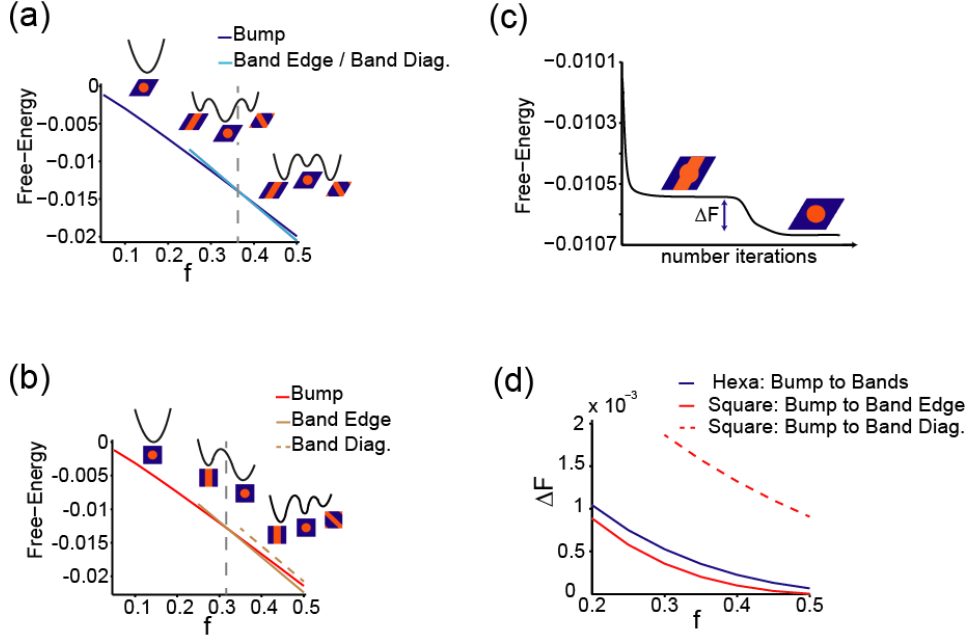 (a)
Bump
Band Edge / Band Diag.
0
−0.005
−0.01
−0.015
−0.02
Free−Energy
0.1 0.2 0.3 0.4 0.5
f
(c)
−0.0101
−0.0103
−0.0105
−0.0107
Free−Energy
ΔF
number iterations
(b)
Bump
Band Edge
Band Diag.
0
-0.005
-0.01
-0.015
-0.02
Free−Energy
0.1 0.2 0.3 0.4 0.5
f
(d)
Hexa: Bump to Bands
Square: Bump to Band Edge
Square: Bump to Band Diag.
x 10⁻³
2
1.5
1
0.5
0
ΔF
0.2 0.3 0.4 0.5
f